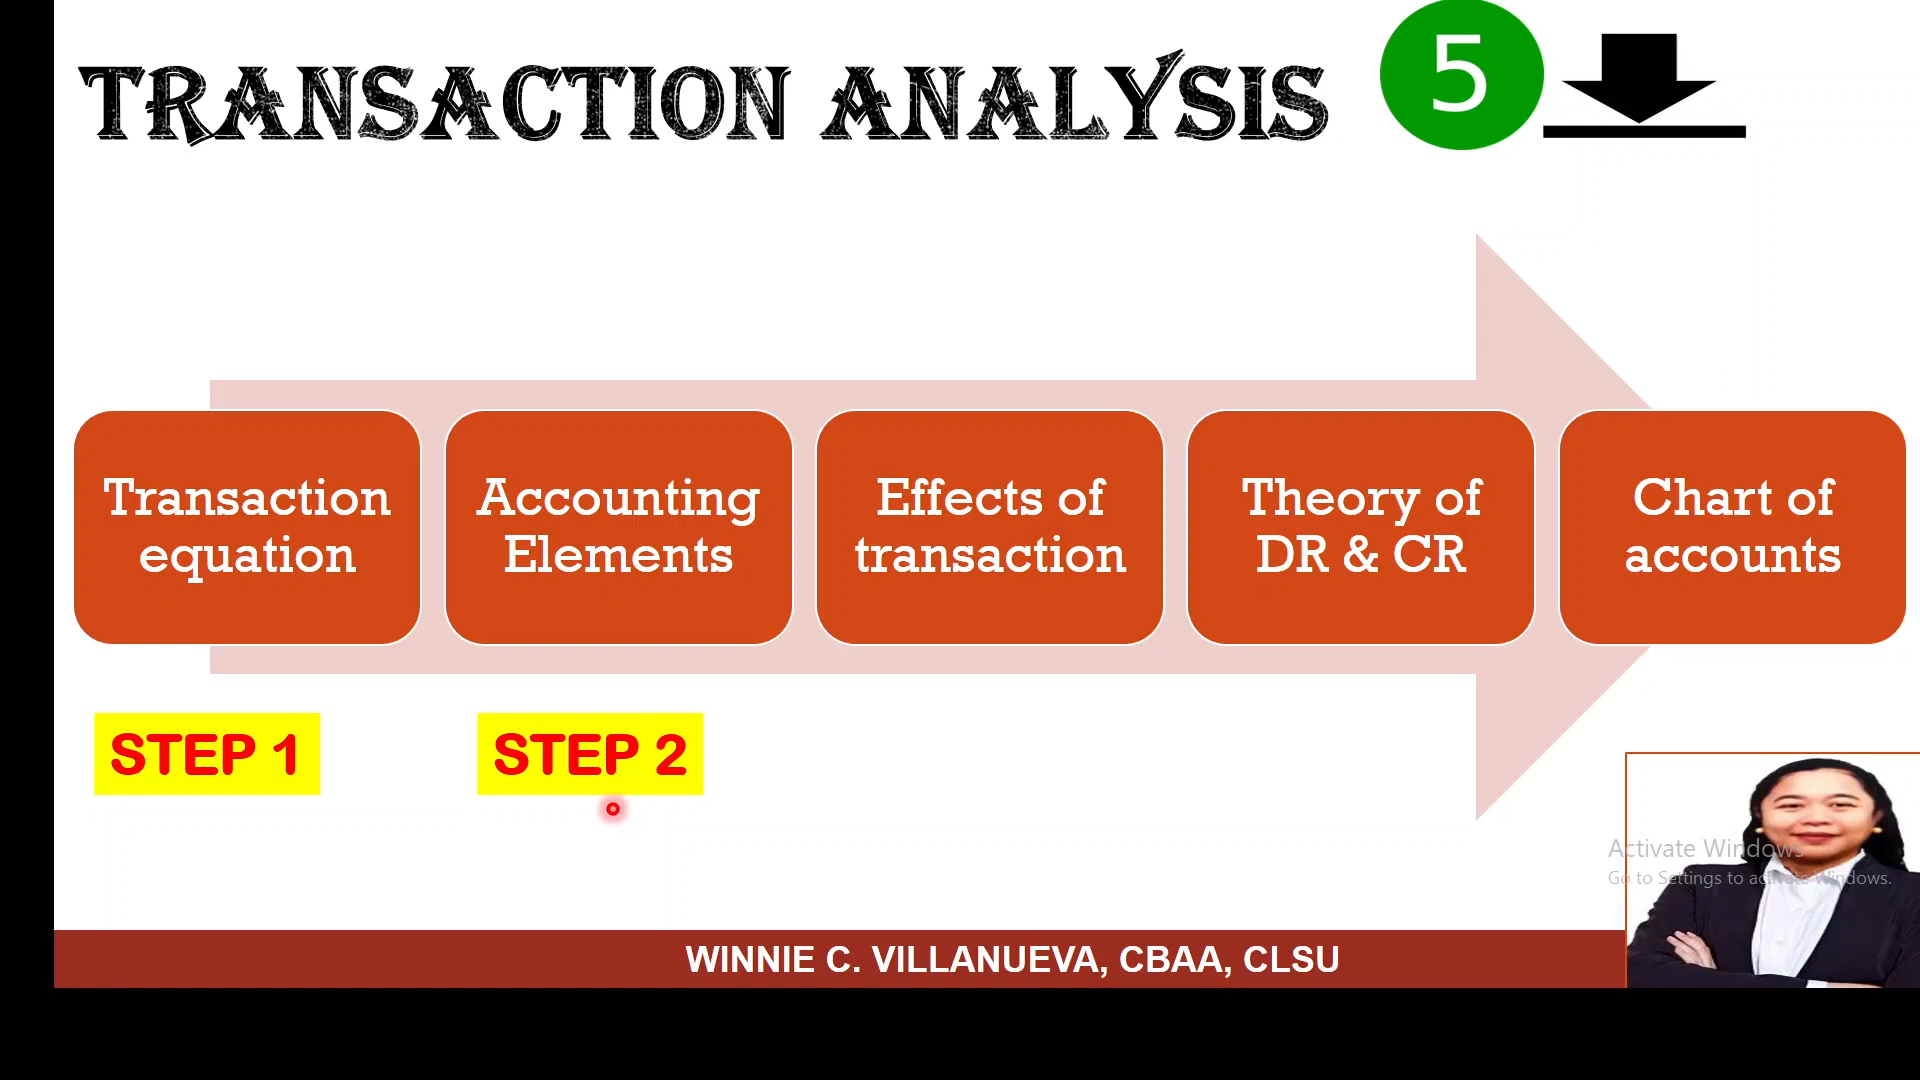 TRANSACTION ANALYSIS 5
Transaction
equation
Accounting
Elements
Effects of
transaction
Theory of
DR & CR
Chart of
accounts
STEP 1
STEP 2
Activate Windows
Go to Settings to activate Windows.
WINNIE C. VILLANUEVA, CBAA, CLSU